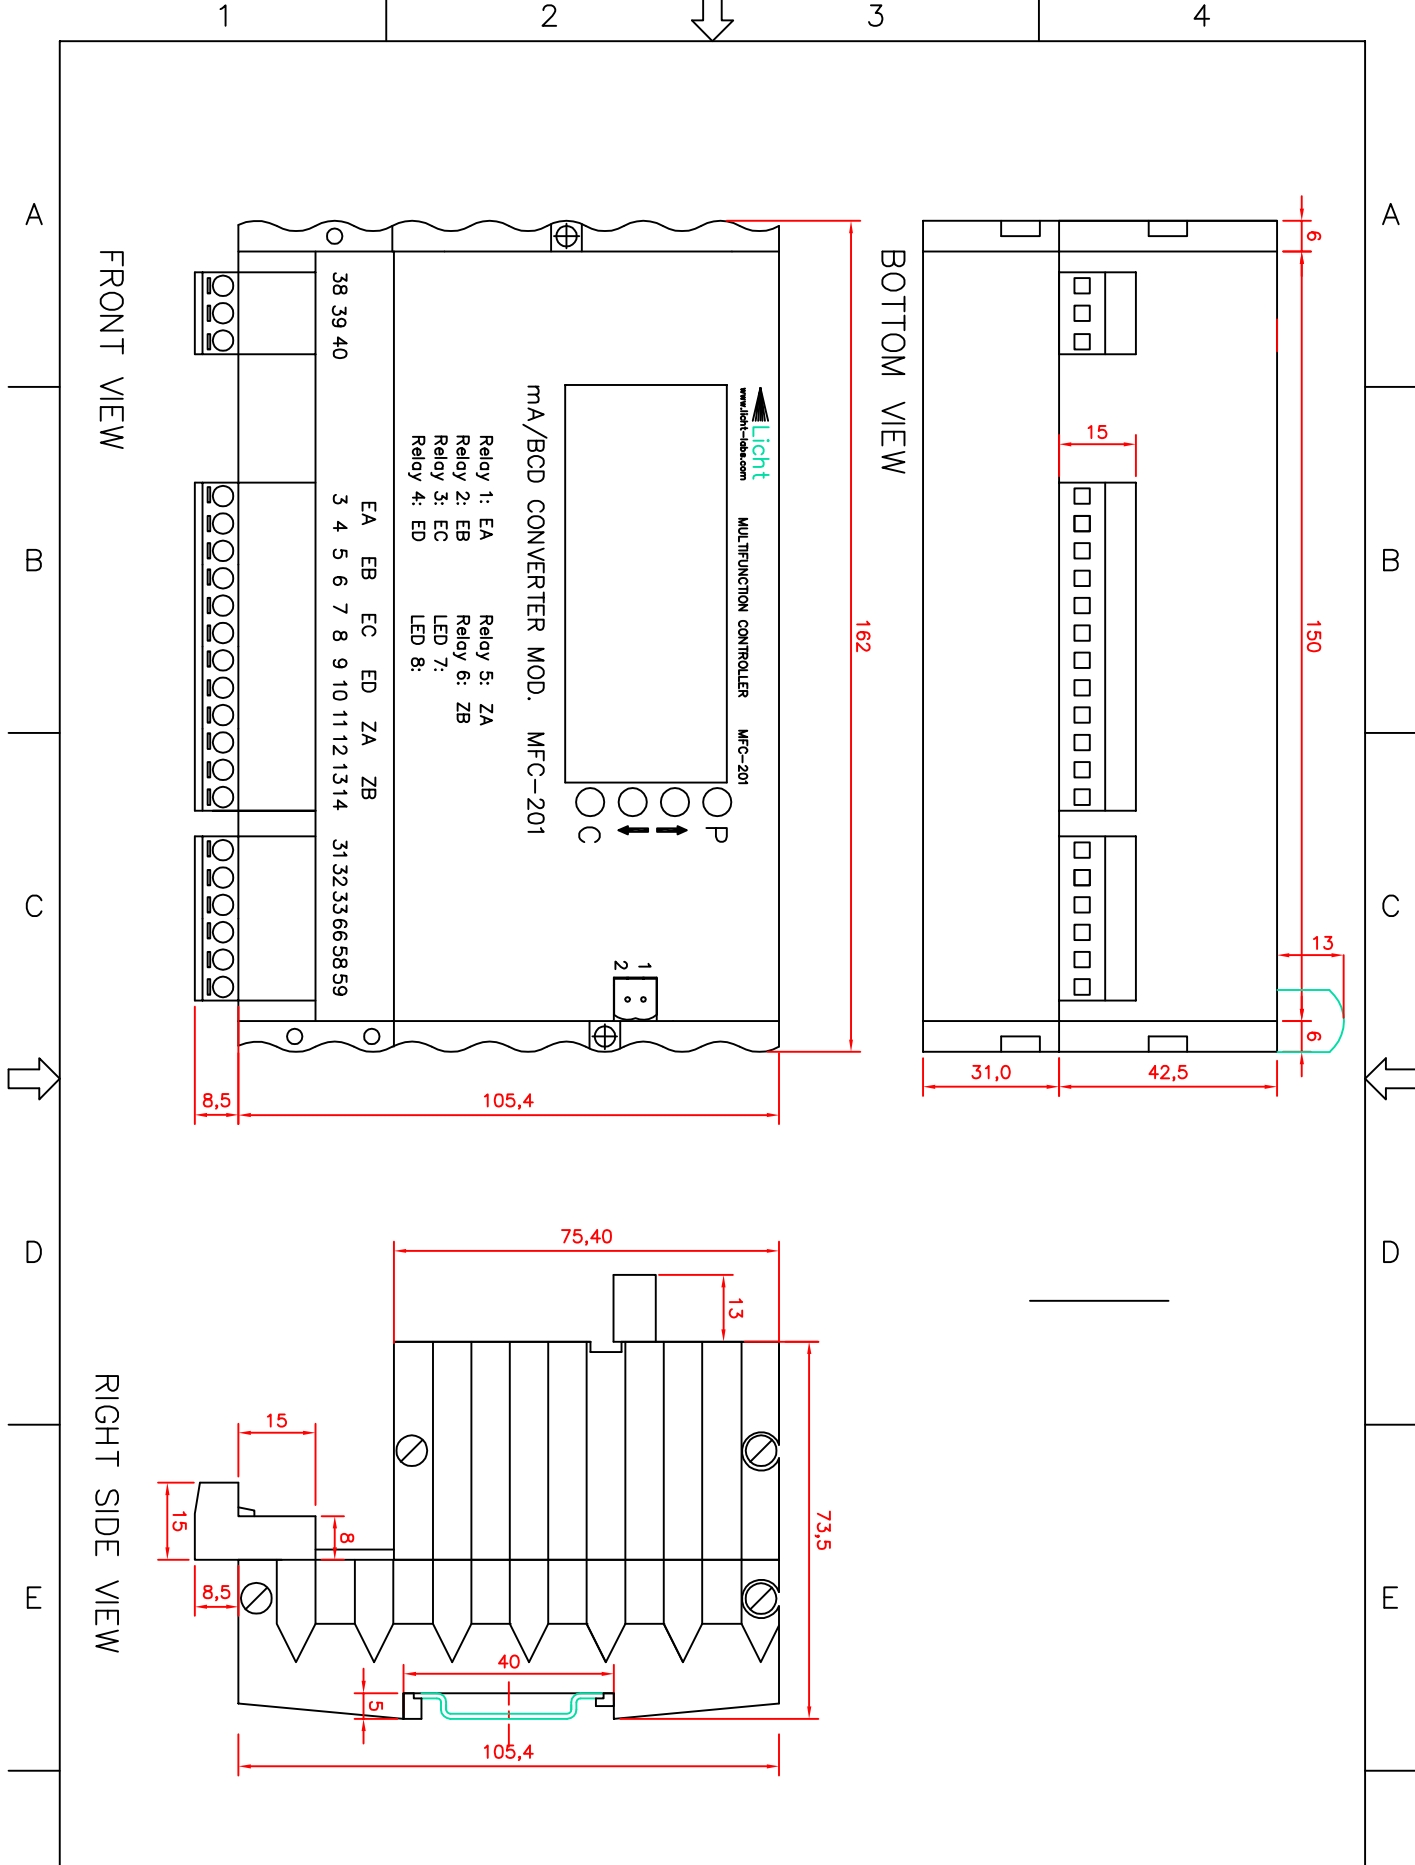 1 2 3 4
A A
B B
C C
D D
E E
FRONT VIEW
38 39 40
EA EB EC ED ZA ZB
3 4 5 6 7 8 9 10 11 12 13 14
31 32 33 66 58 59
Licht
www.licht-labs.com
MULTIFUNCTION CONTROLLER MFC-201
P
C
1
2
mA/BCD CONVERTER MOD. MFC-201
Relay 1: EA Relay 5: ZA
Relay 2: EB Relay 6: ZB
Relay 3: EC LED 7:
Relay 4: ED LED 8:
162
8,5
105,4
BOTTOM VIEW
6
150
15
13
6
31,0
42,5
RIGHT SIDE VIEW
75,40
13
73,5
15
15
8
8,5
40
5
105,4